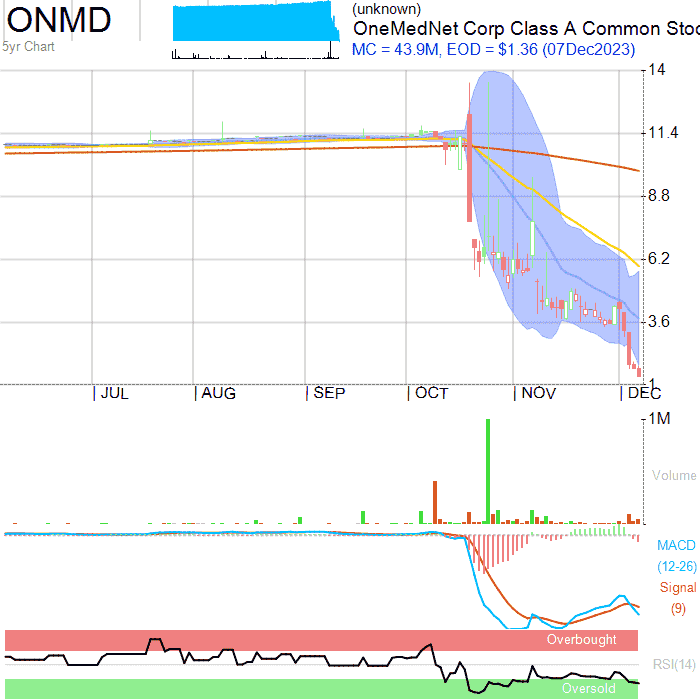 ONMD
5yr Chart
(unknown)
OneMedNet Corp Class A Common Stoc
MC = 43.9M, EOD = $1.36 (07Dec2023)
14
11.4
8.8
6.2
3.6
1
JUL AUG SEP OCT NOV DEC
1M
Volume
MACD
(12-26)
Signal
(9)
Overbought
RSI(14)
Oversold